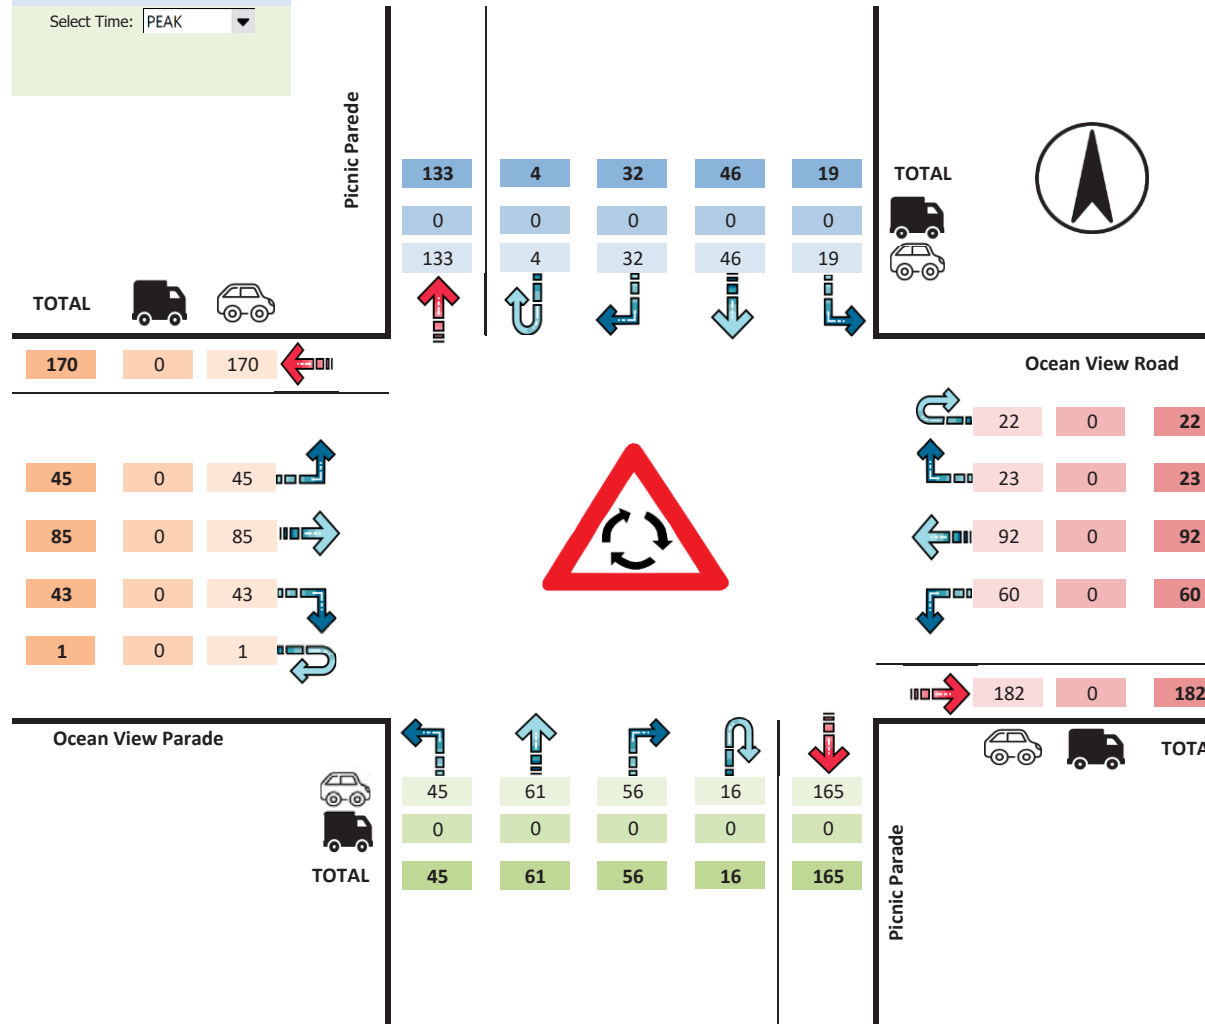 Select Time: PEAK
Picnic Parede
133 4 32 46 19 TOTAL
0 0 0 0 0
133 4 32 46 19
TOTAL
170 0 170
Ocean View Road
22 0 22
45 0 45
23 0 23
85 0 85
92 0 92
43 0 43
60 0 60
1 0 1
182 0 182
Ocean View Parade
TOTA
45 61 56 16 165
0 0 0 0 0
TOTAL 45 61 56 16 165
Picnic Parade